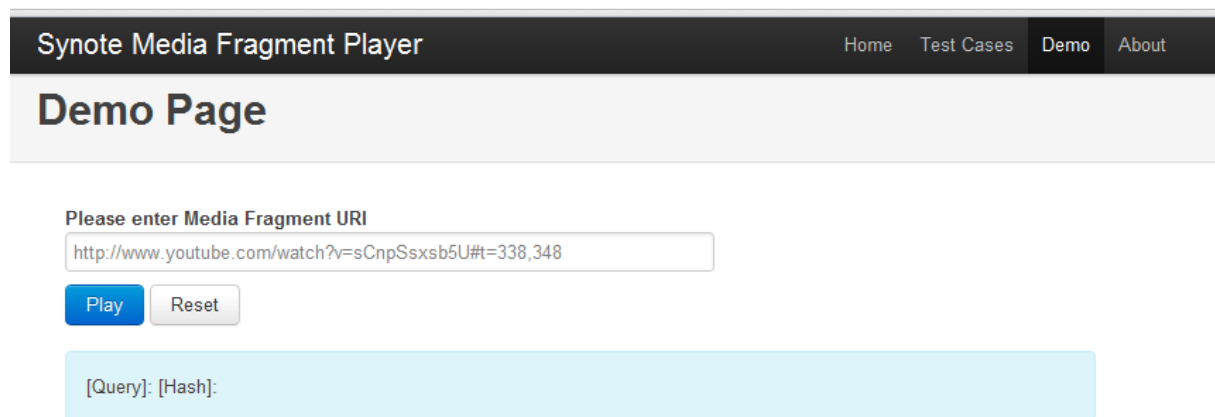 Synote Media Fragment Player Home Test Cases Demo About
Demo Page
Please enter Media Fragment URI
http://www.youtube.com/watch?v=sCnpSsxsb5U#t=338,348
Play Reset
[Query]: [Hash]: